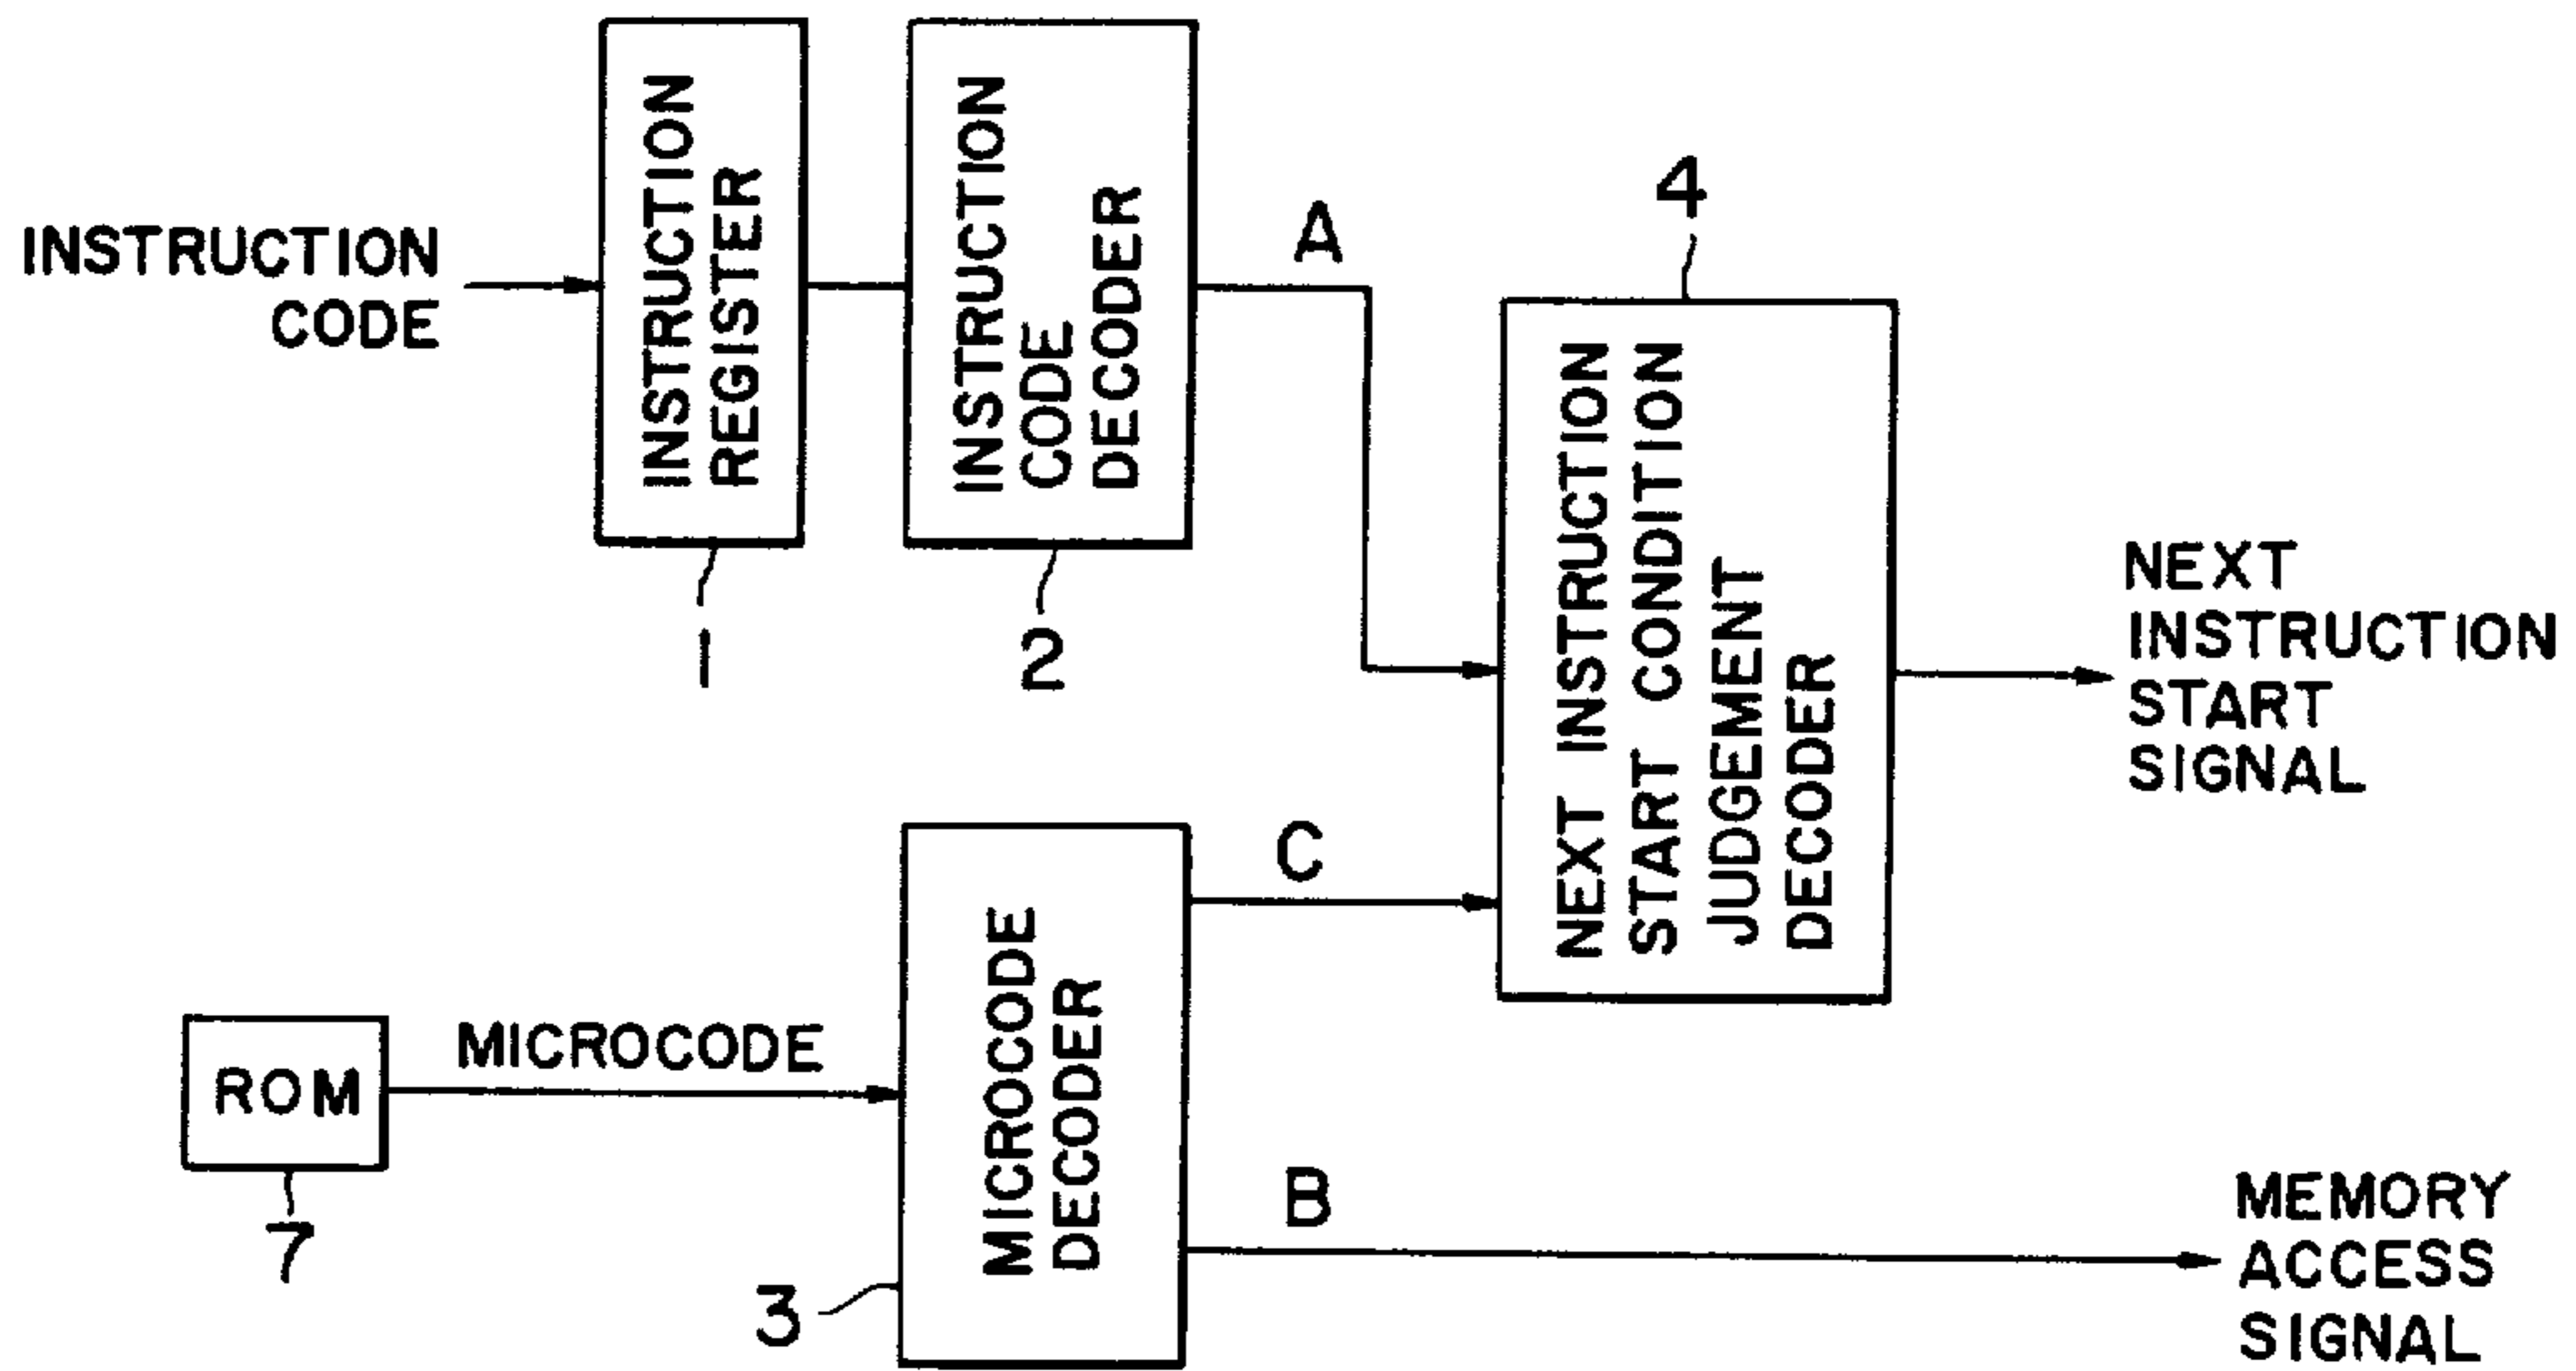 INSTRUCTION
CODE
INSTRUCTION
REGISTER
1
INSTRUCTION
CODE
DECODER
2
A
4
NEXT INSTRUCTION
START CONDITION
JUDGEMENT
DECODER
NEXT
INSTRUCTION
START
SIGNAL
ROM
7
MICROCODE
MICROCODE
DECODER
3
C
B
MEMORY
ACCESS
SIGNAL